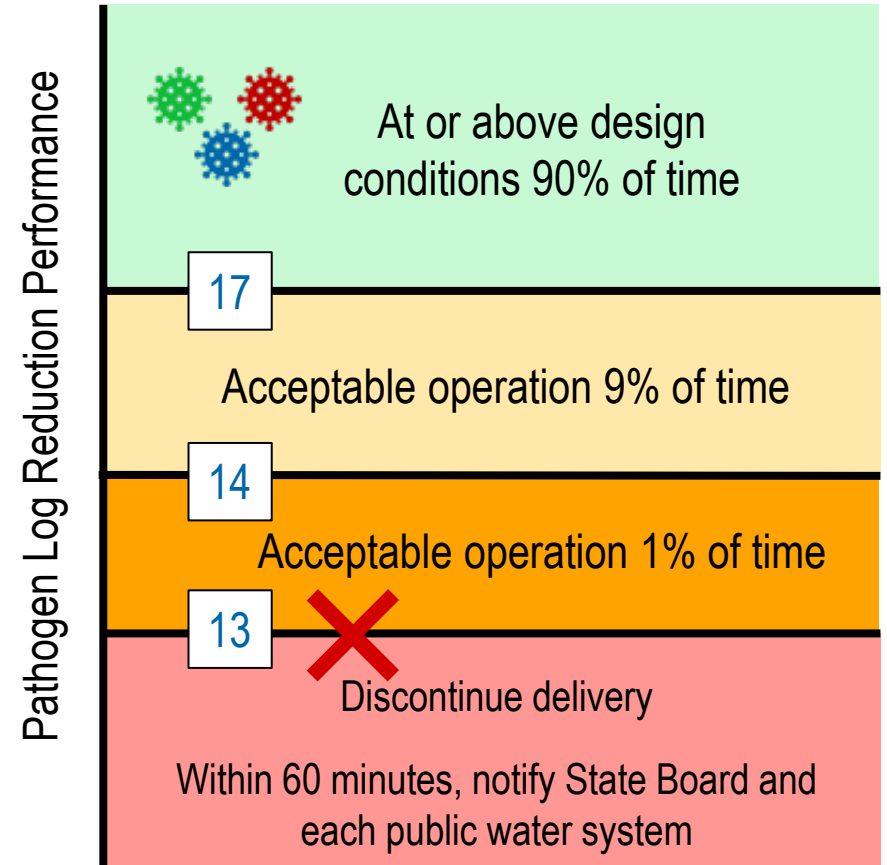 Pathogen Log Reduction Performance
At or above design
conditions 90% of time
17
Acceptable operation 9% of time
14
Acceptable operation 1% of time
13
Discontinue delivery
Within 60 minutes, notify State Board and
each public water system